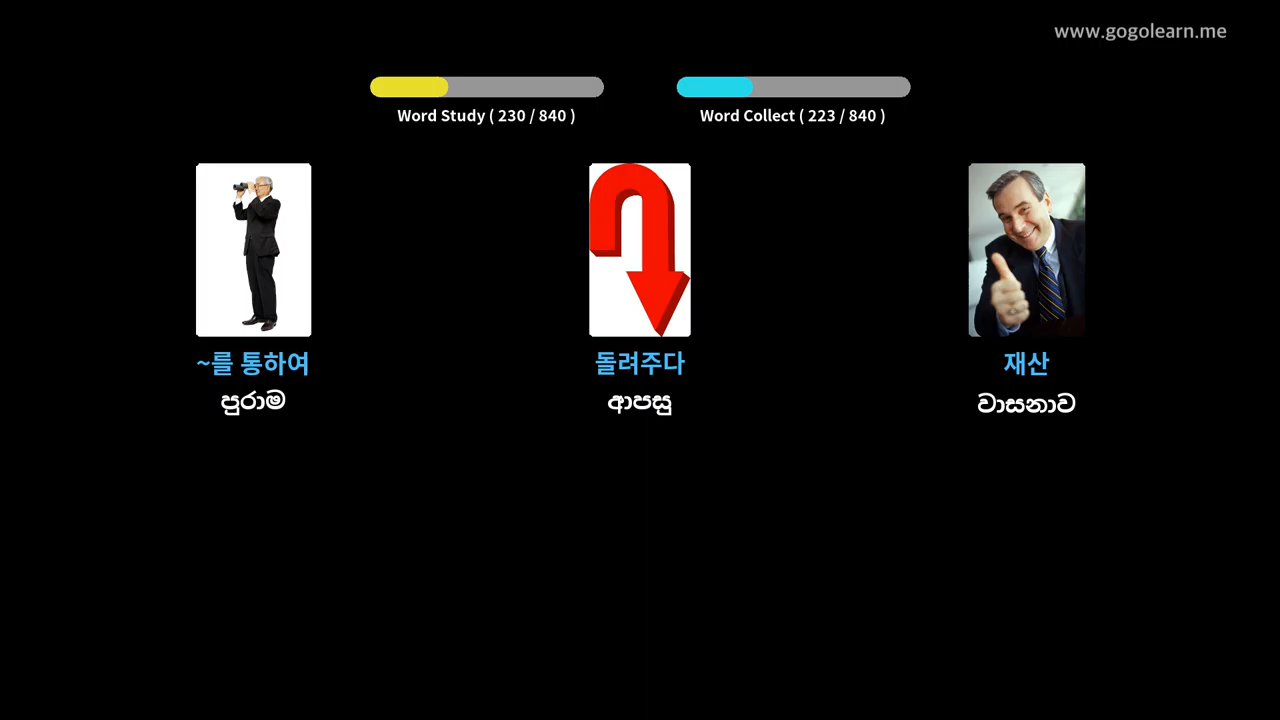 www.gogolearn.me
Word Study ( 230 / 840 )
Word Collect ( 223 / 840 )
~를 통하여
돌려주다
재산
පුරාම
ආපසු
වාසනාව